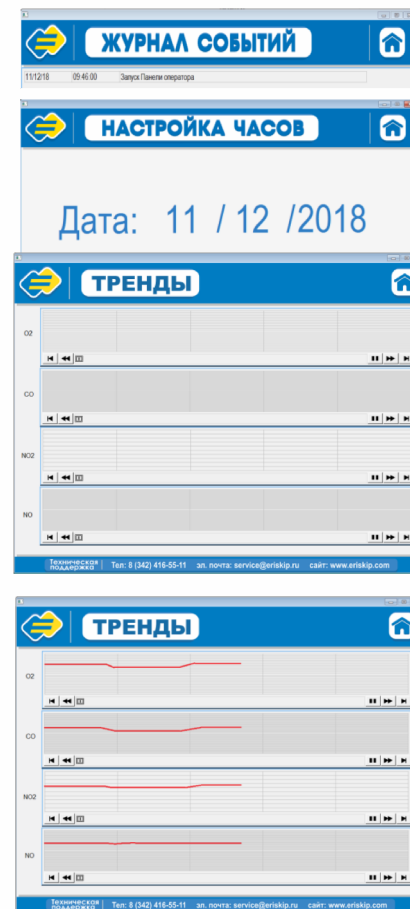 ЖУРНАЛ СОБЫТИЙ
11/12/18 09:46:00 Запуск Панели оператора
НАСТРОЙКА ЧАСОВ
Дата: 11 / 12 /2018
ТРЕНДЫ
O2
CO
NO2
NO
Техническая поддержка Тел: 8 (342) 416-55-11 эл. почта: service@eriskip.ru сайт: www.eriskip.com
ТРЕНДЫ
O2
CO
NO2
NO
Техническая поддержка Тел: 8 (342) 416-55-11 эл. почта: service@eriskip.ru сайт: www.eriskip.com